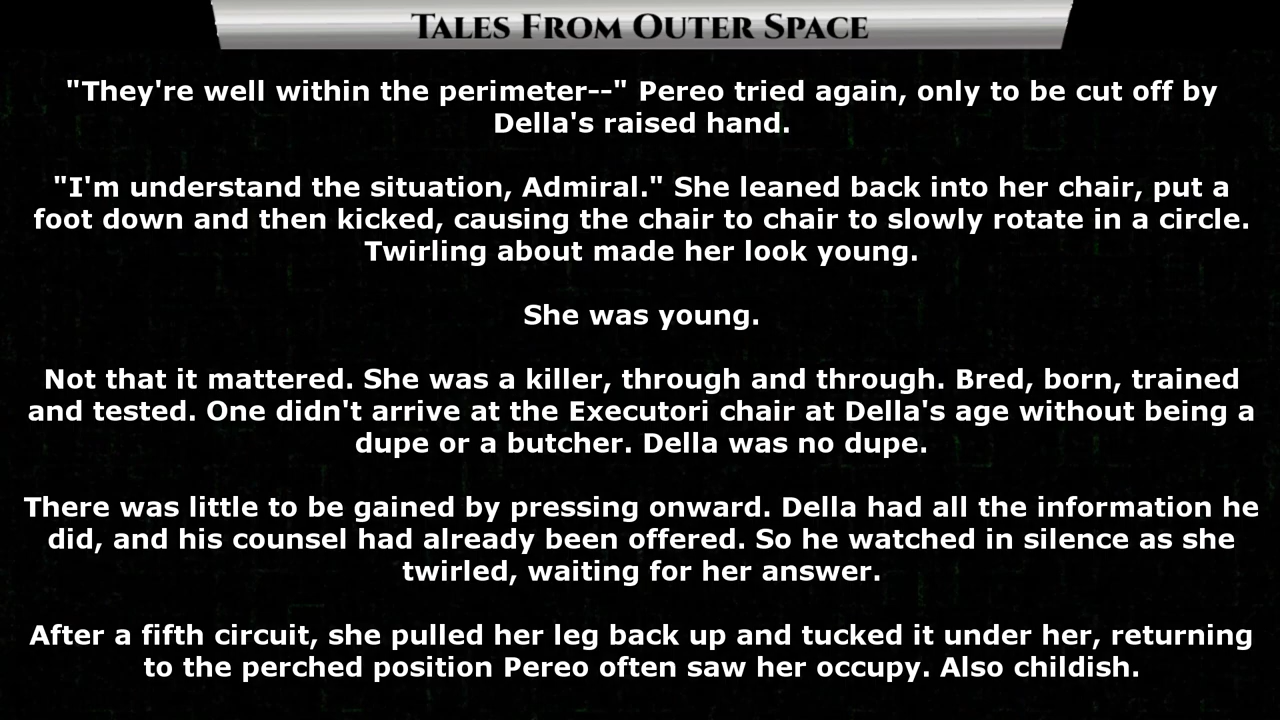 Tales From Outer Space
"They're well within the perimeter--" Pereo tried again, only to be cut off by
Della's raised hand.
"I'm understand the situation, Admiral." She leaned back into her chair, put a
foot down and then kicked, causing the chair to chair to slowly rotate in a circle.
Twirling about made her look young.
She was young.
Not that it mattered. She was a killer, through and through. Bred, born, trained
and tested. One didn't arrive at the Executori chair at Della's age without being a
dupe or a butcher. Della was no dupe.
There was little to be gained by pressing onward. Della had all the information he
did, and his counsel had already been offered. So he watched in silence as she
twirled, waiting for her answer.
After a fifth circuit, she pulled her leg back up and tucked it under her, returning
to the perched position Pereo often saw her occupy. Also childish.